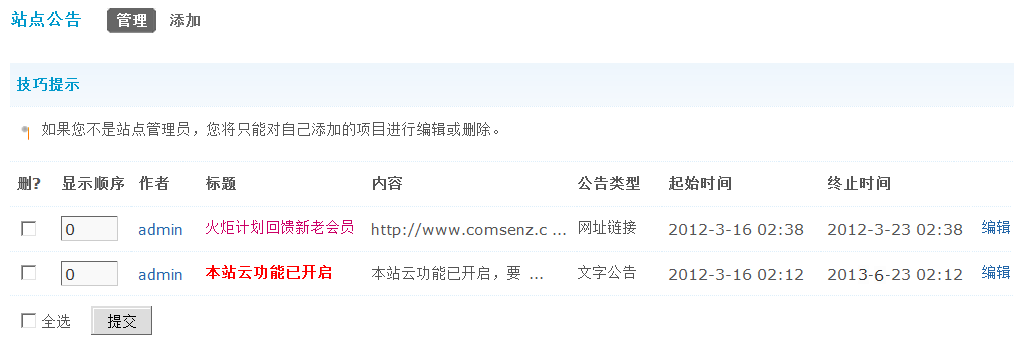 站点公告 管理 添加
技巧提示
如果您不是站点管理员，您将只能对自己添加的项目进行编辑或删除。
删? 显示顺序 作者 标题 内容 公告类型 起始时间 终止时间
0 admin 火炬计划回馈新老会员 http://www.comsenz.c ... 网址链接 2012-3-16 02:38 2012-3-23 02:38 编辑
0 admin 本站云功能已开启 本站云功能已开启，要 ... 文字公告 2012-3-16 02:12 2013-6-23 02:12 编辑
全选 提交